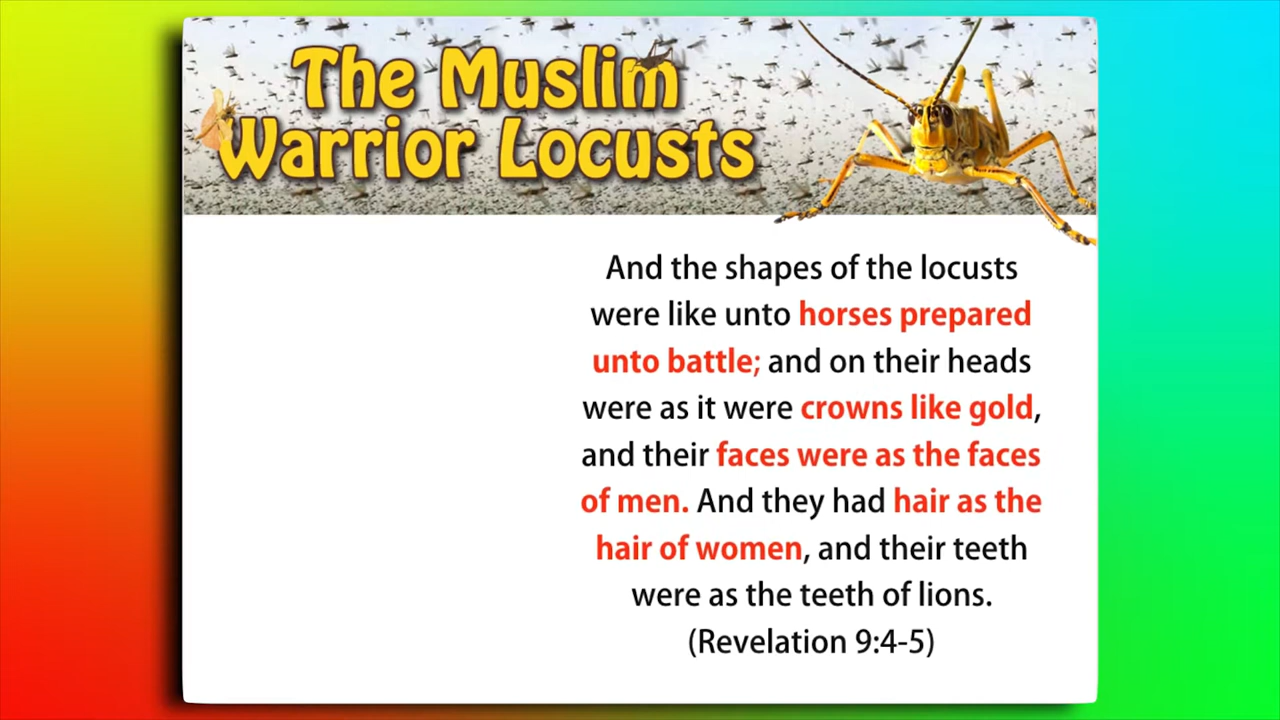 The Muslim
Warrior Locusts
And the shapes of the locusts
were like unto horses prepared
unto battle; and on their heads
were as it were crowns like gold,
and their faces were as the faces
of men. And they had hair as the
hair of women, and their teeth
were as the teeth of lions.
(Revelation 9:4-5)